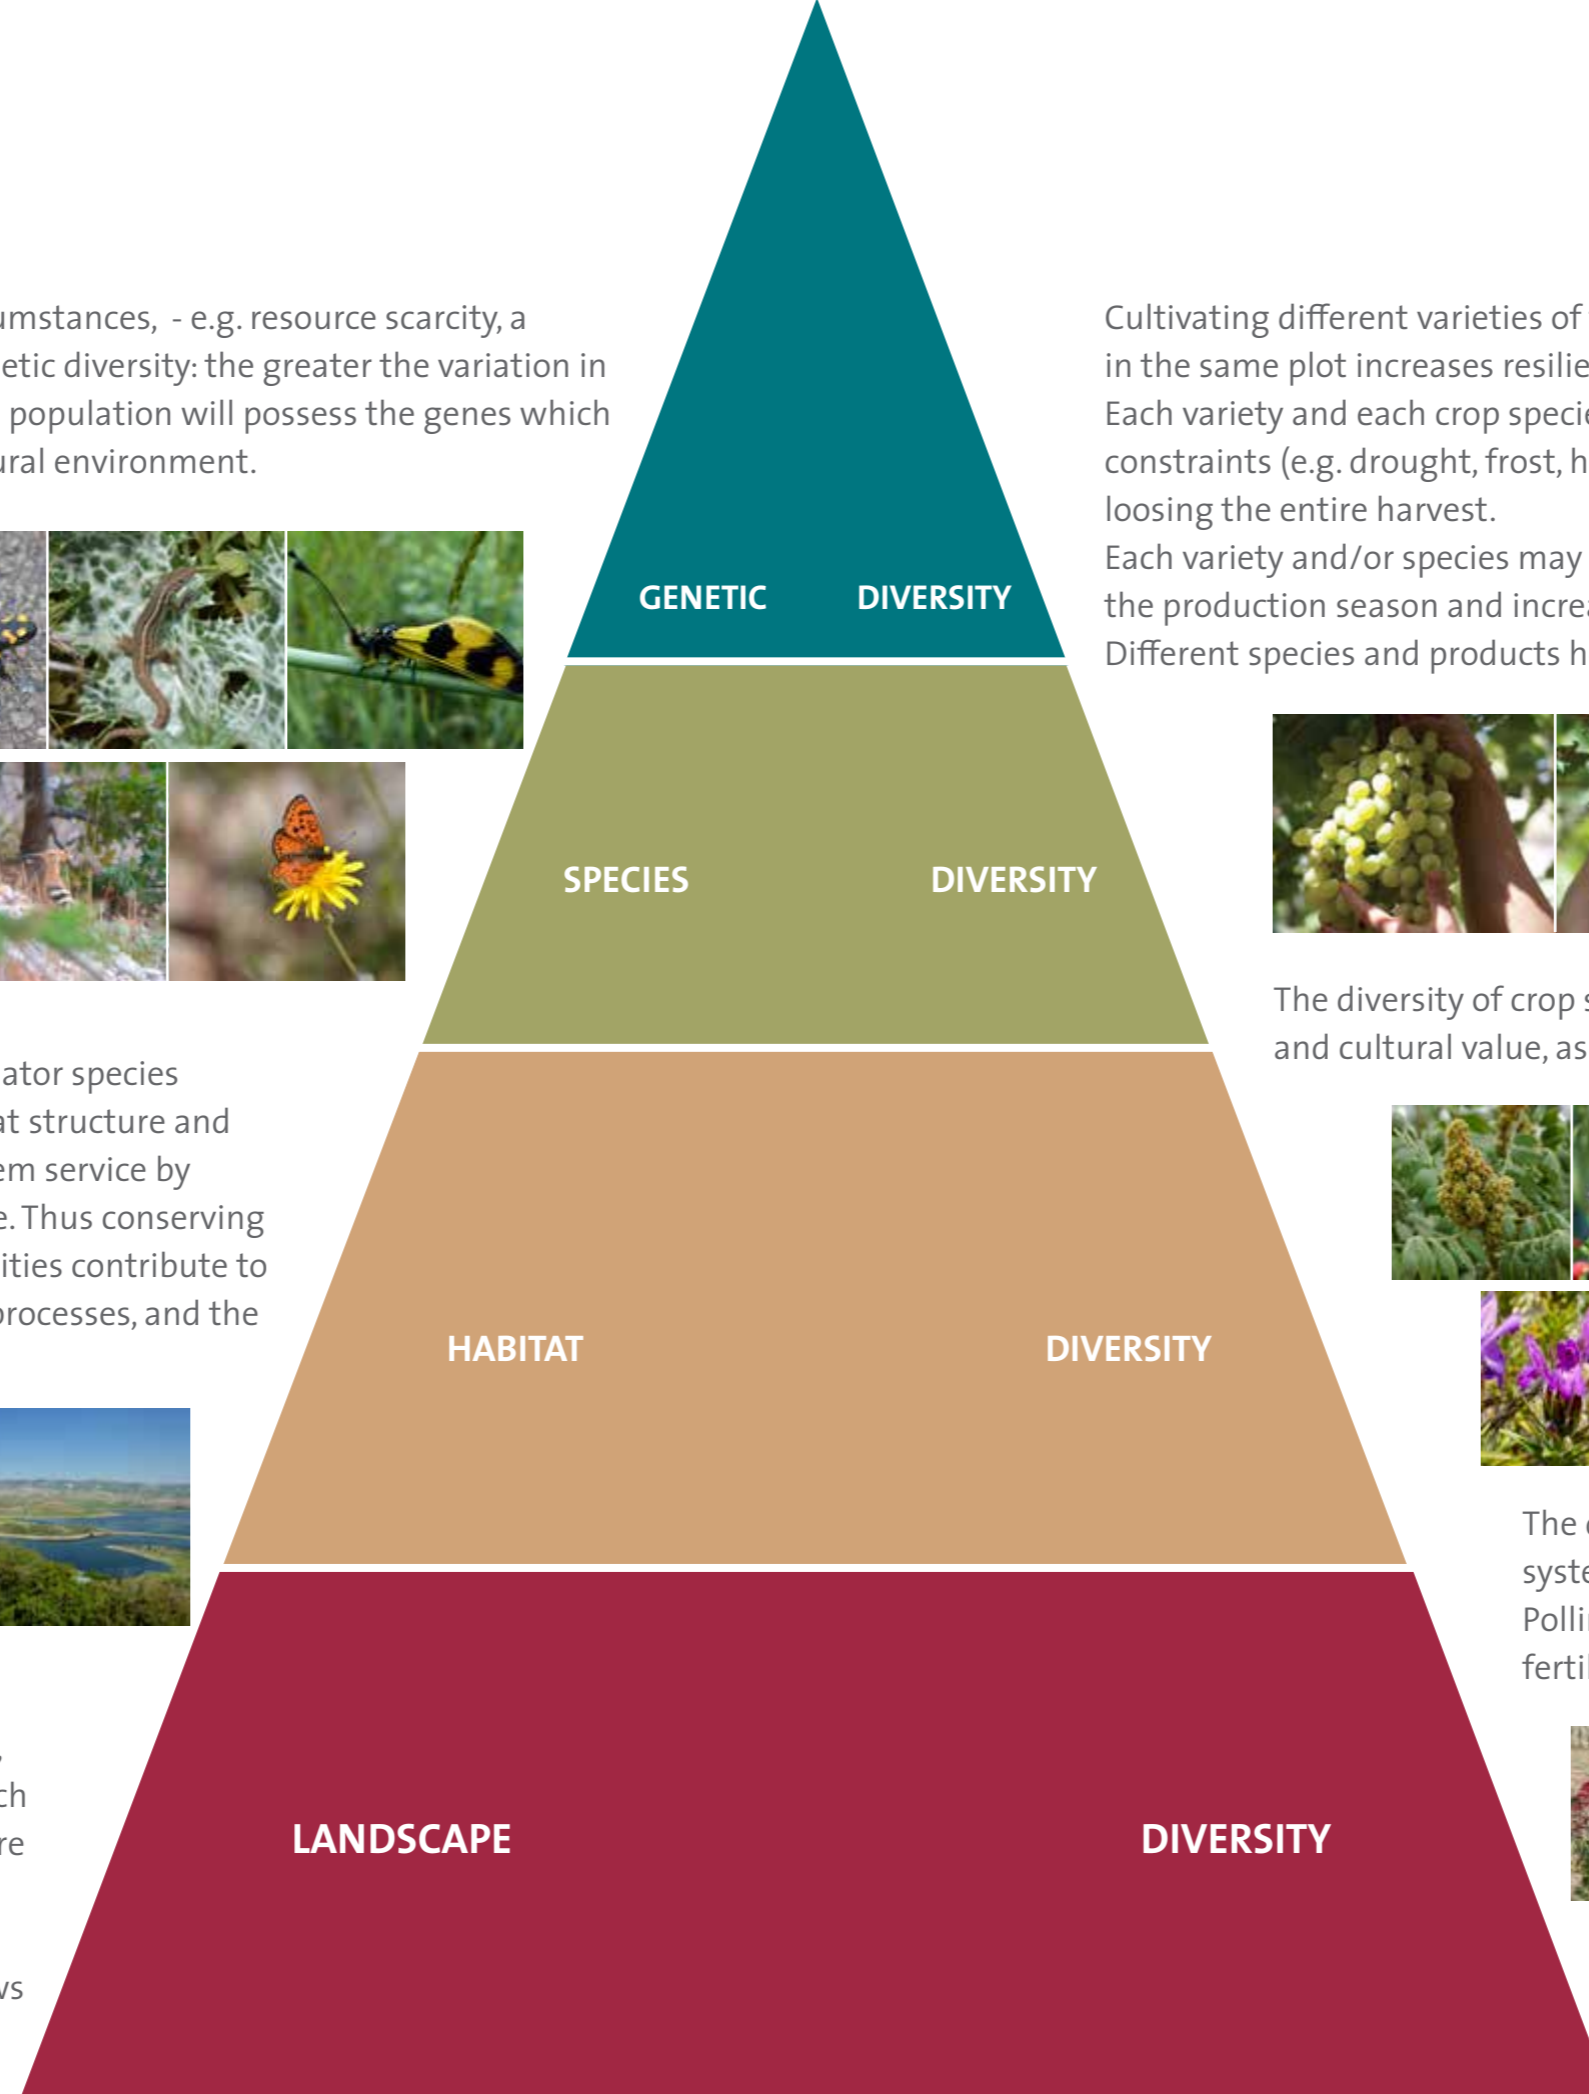 umstances, - e.g. resource scarcity, a
etic diversity: the greater the variation in
population will possess the genes which
ural environment.
Cultivating different varieties of
in the same plot increases resilie
Each variety and each crop specie
constraints (e.g. drought, frost, h
loosing the entire harvest.
Each variety and/or species may
the production season and increa
Different species and products h
GENETIC DIVERSITY
SPECIES DIVERSITY
The diversity of crop s
and cultural value, as
ator species
at structure and
em service by
e. Thus conserving
ities contribute to
processes, and the
HABITAT DIVERSITY
The
syste
Pollin
fertil
ch
re
ws
LANDSCAPE DIVERSITY